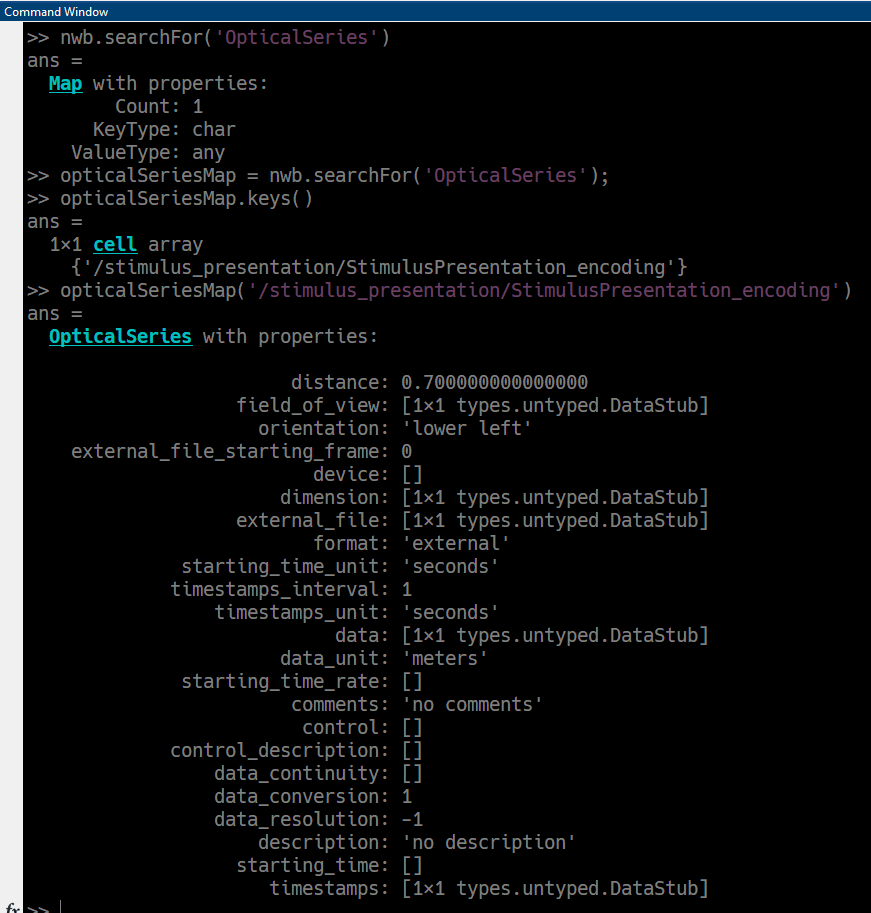 Command Window
>> nwb.searchFor('OpticalSeries')
ans =
  Map with properties:
        Count: 1
      KeyType: char
    ValueType: any
>> opticalSeriesMap = nwb.searchFor('OpticalSeries');
>> opticalSeriesMap.keys()
ans =
  1×1 cell array
    {'/stimulus_presentation/StimulusPresentation_encoding'}
>> opticalSeriesMap('/stimulus_presentation/StimulusPresentation_encoding')
ans =
  OpticalSeries with properties:
                        distance: 0.700000000000000
                   field_of_view: [1×1 types.untyped.DataStub]
                     orientation: 'lower left'
    external_file_starting_frame: 0
                          device: []
                       dimension: [1×1 types.untyped.DataStub]
                   external_file: [1×1 types.untyped.DataStub]
                          format: 'external'
              starting_time_unit: 'seconds'
             timestamps_interval: 1
                 timestamps_unit: 'seconds'
                            data: [1×1 types.untyped.DataStub]
                       data_unit: 'meters'
              starting_time_rate: []
                        comments: 'no comments'
                         control: []
             control_description: []
                 data_continuity: []
                 data_conversion: 1
                 data_resolution: -1
                     description: 'no description'
                   starting_time: []
                      timestamps: [1×1 types.untyped.DataStub]
fx >>